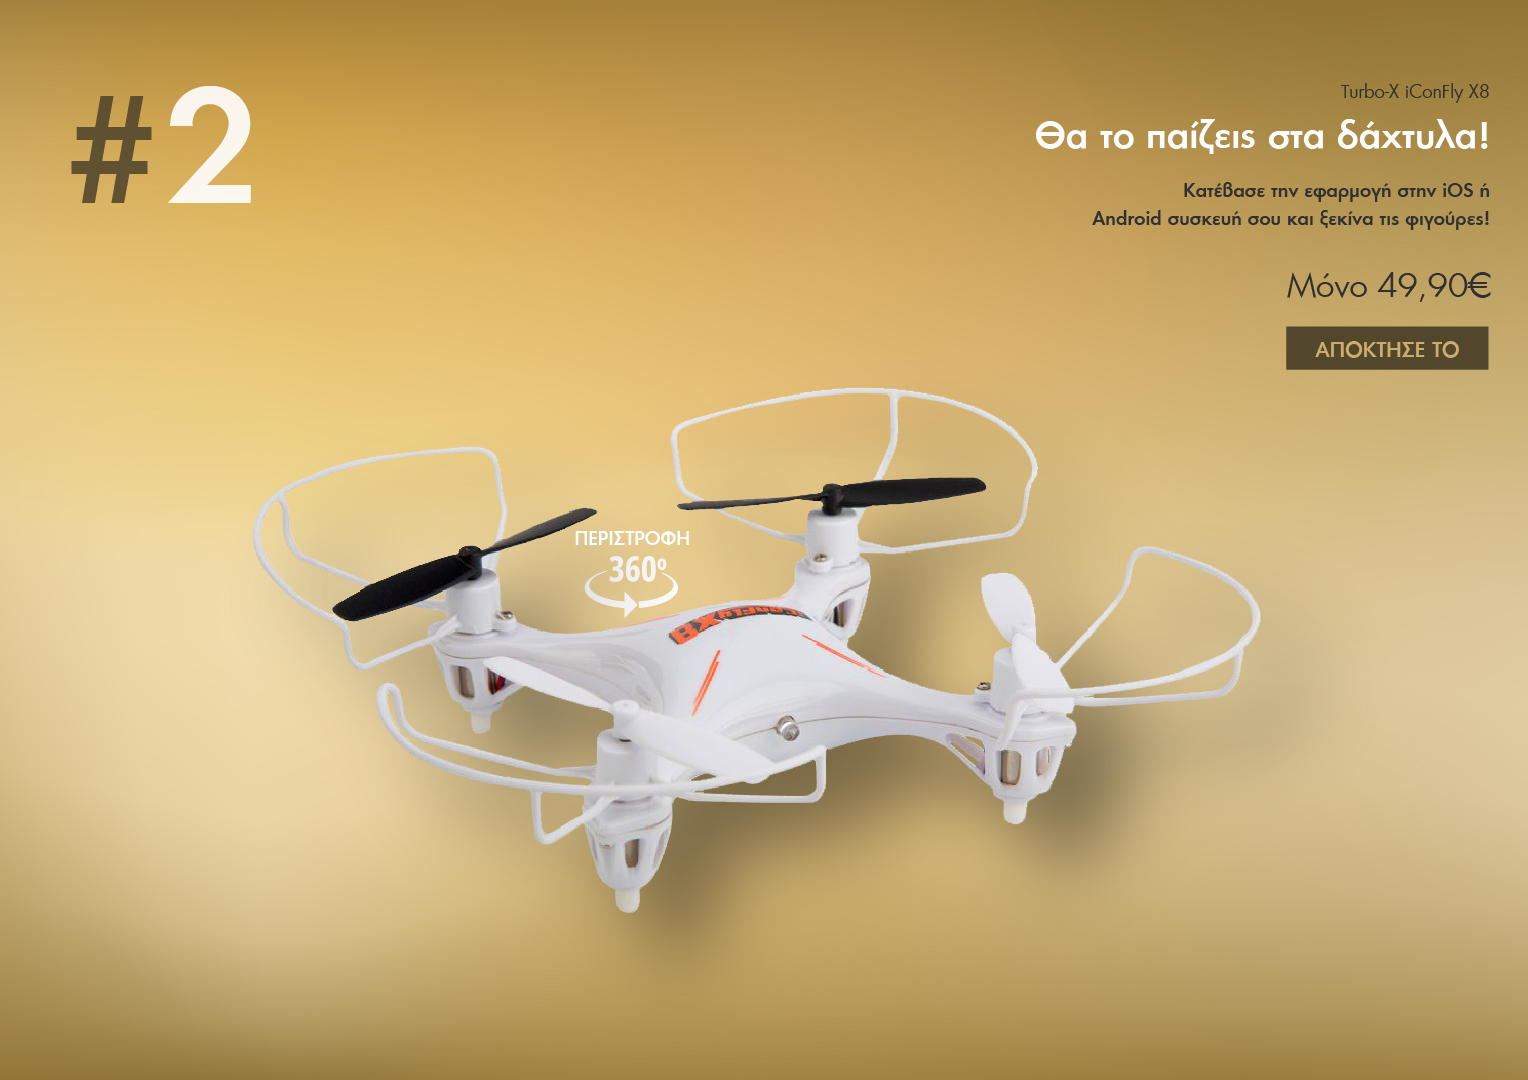 #2
Turbo-X iConFly X8
Θα το παίζεις στα δάχτυλα!
Κατέβασε την εφαρμογή στην iOS ή
Android συσκευή σου και ξεκίνα τις φιγούρες!
Μόνο 49,90€
ΑΠΟΚΤΗΣΕ ΤΟ
ΠΕΡΙΣΤΡΟΦΗ
360º
X8 iConFly